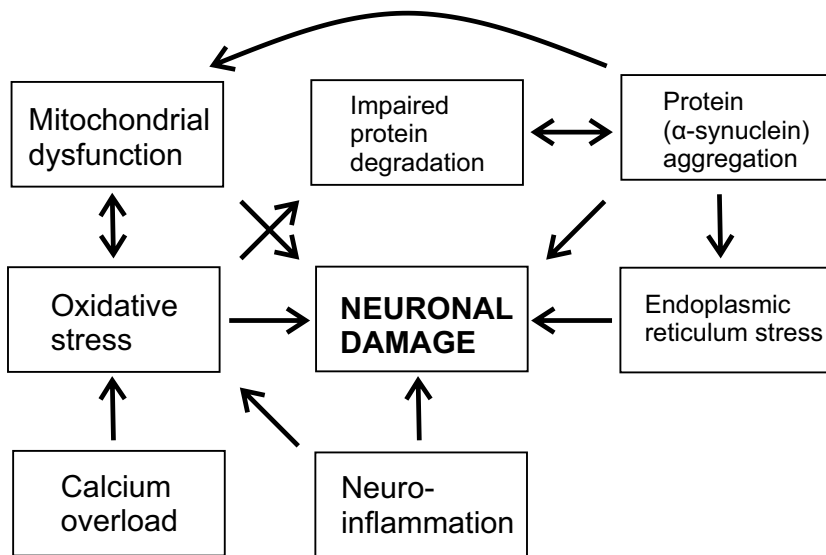 Mitochondrial
dysfunction
Impaired
protein
degradation
Protein
(α-synuclein)
aggregation
Oxidative
stress
NEURONAL
DAMAGE
Endoplasmic
reticulum stress
Calcium
overload
Neuro-
inflammation